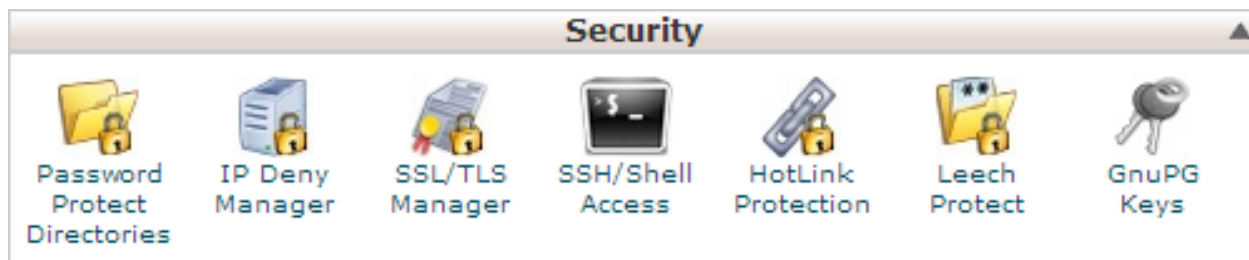 Security
Password Protect Directories
IP Deny Manager
SSL/TLS Manager
>$ _
SSH/Shell Access
HotLink Protection
**
Leech Protect
GnuPG Keys